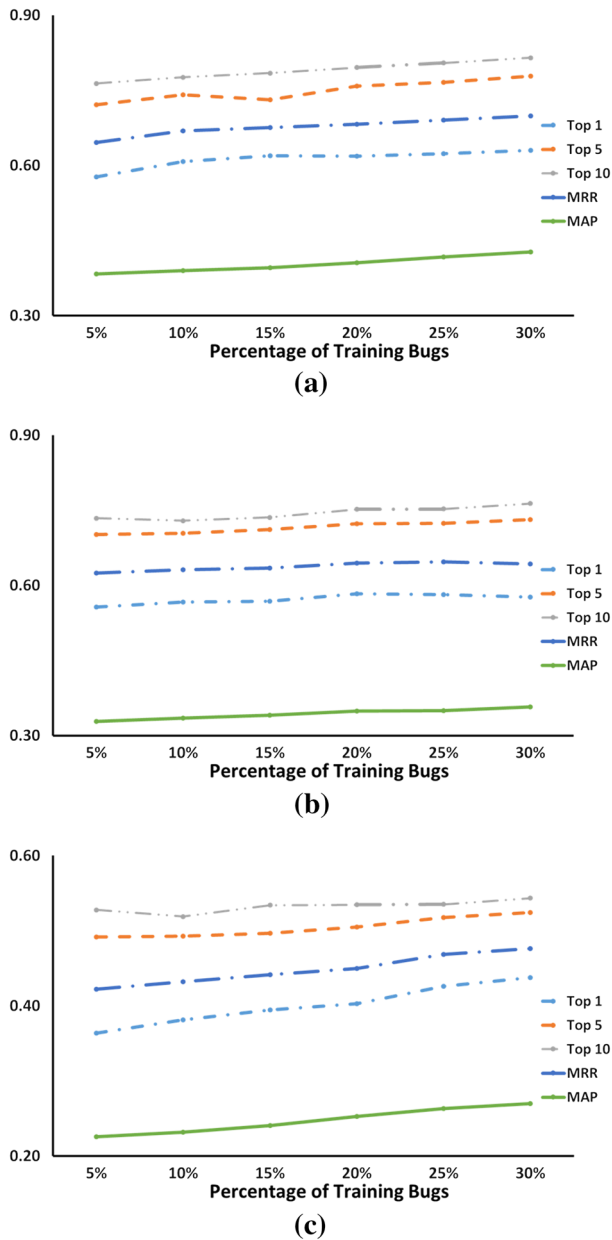 0.90
0.60
0.30
Top 1
Top 5
Top 10
MRR
MAP
5% 10% 15% 20% 25% 30%
Percentage of Training Bugs
(a)
0.90
0.60
0.30
Top 1
Top 5
Top 10
MRR
MAP
5% 10% 15% 20% 25% 30%
Percentage of Training Bugs
(b)
0.60
0.40
0.20
Top 1
Top 5
Top 10
MRR
MAP
5% 10% 15% 20% 25% 30%
Percentage of Training Bugs
(c)